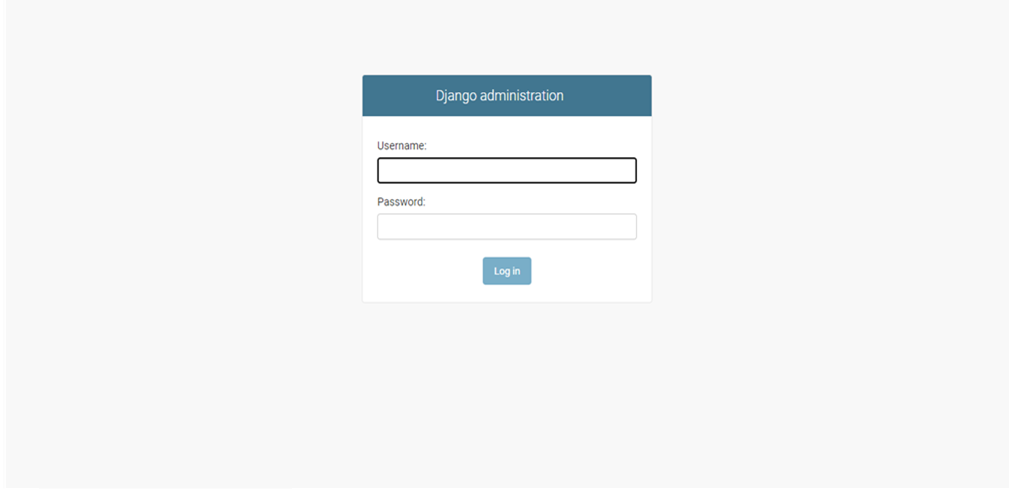 Django administration
Username:
Password:
Log in